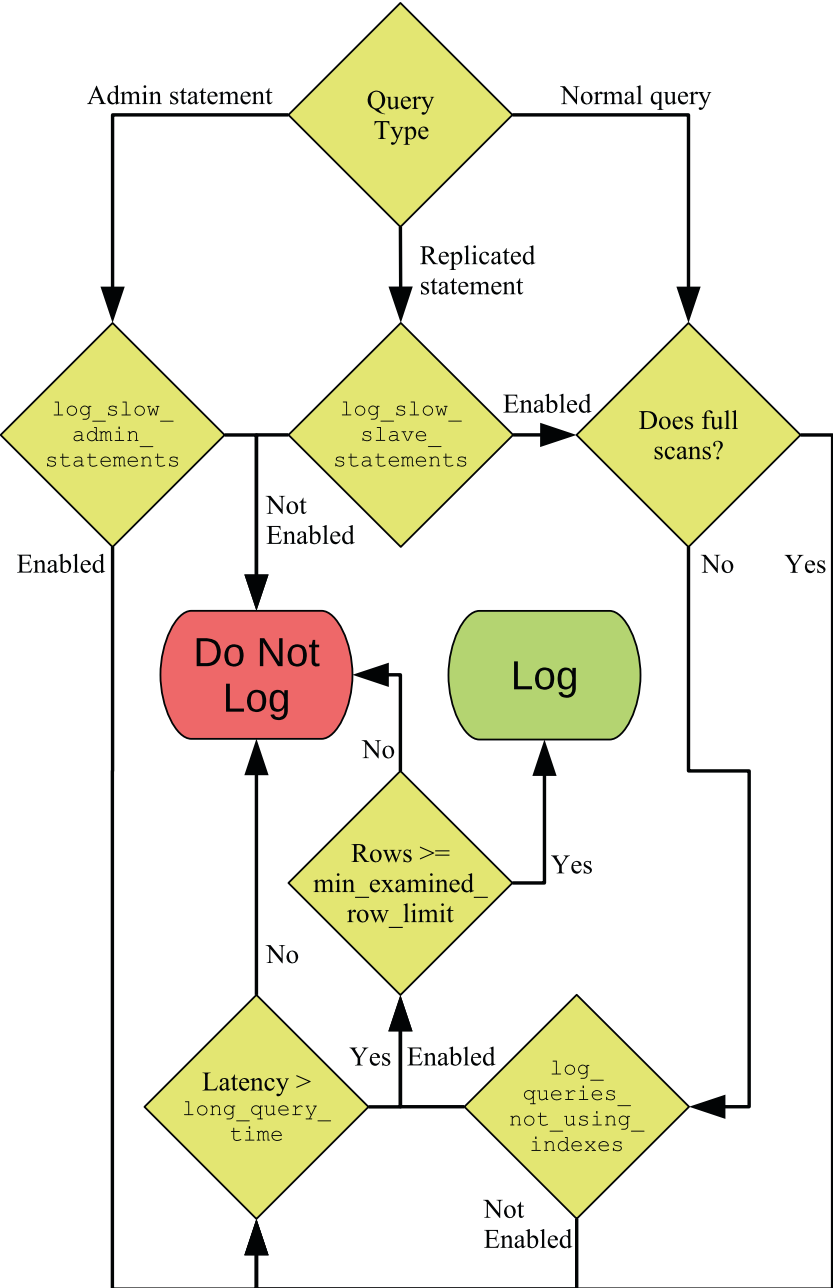 Admin statement
Query
Type
Normal query
Replicated
statement
log_slow_
admin_
statements
log_slow_
slave_
statements
Enabled
Does full
scans?
Not
Enabled
Enabled
No
Yes
Do Not
Log
Log
No
Rows >=
min_examined_
row_limit
Yes
No
Latency >
long_query_
time
Yes
Enabled
log_
queries_
not_using_
indexes
Not
Enabled